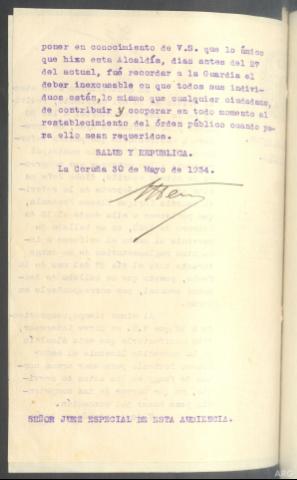 poner en conocimiento de V.S. que lo único
que hixo esta Alcaldía, dias antes del 27
del actual, fué recordar a la Guardia el
deber inexcusable en que todos sus indivi-
duos están, lo mismo que cualquier ciudadano,
de contribuir y cooperar en todo momento al
restablecimiento del órden público cuando pa-
ra ello sean requeridos.
SALUD Y REPUBLICA.
La Coruña 30 de Mayo de 1934.
SEÑOR JUEZ ESPECIAL DE ESTA AUDIENCIA.
ARG